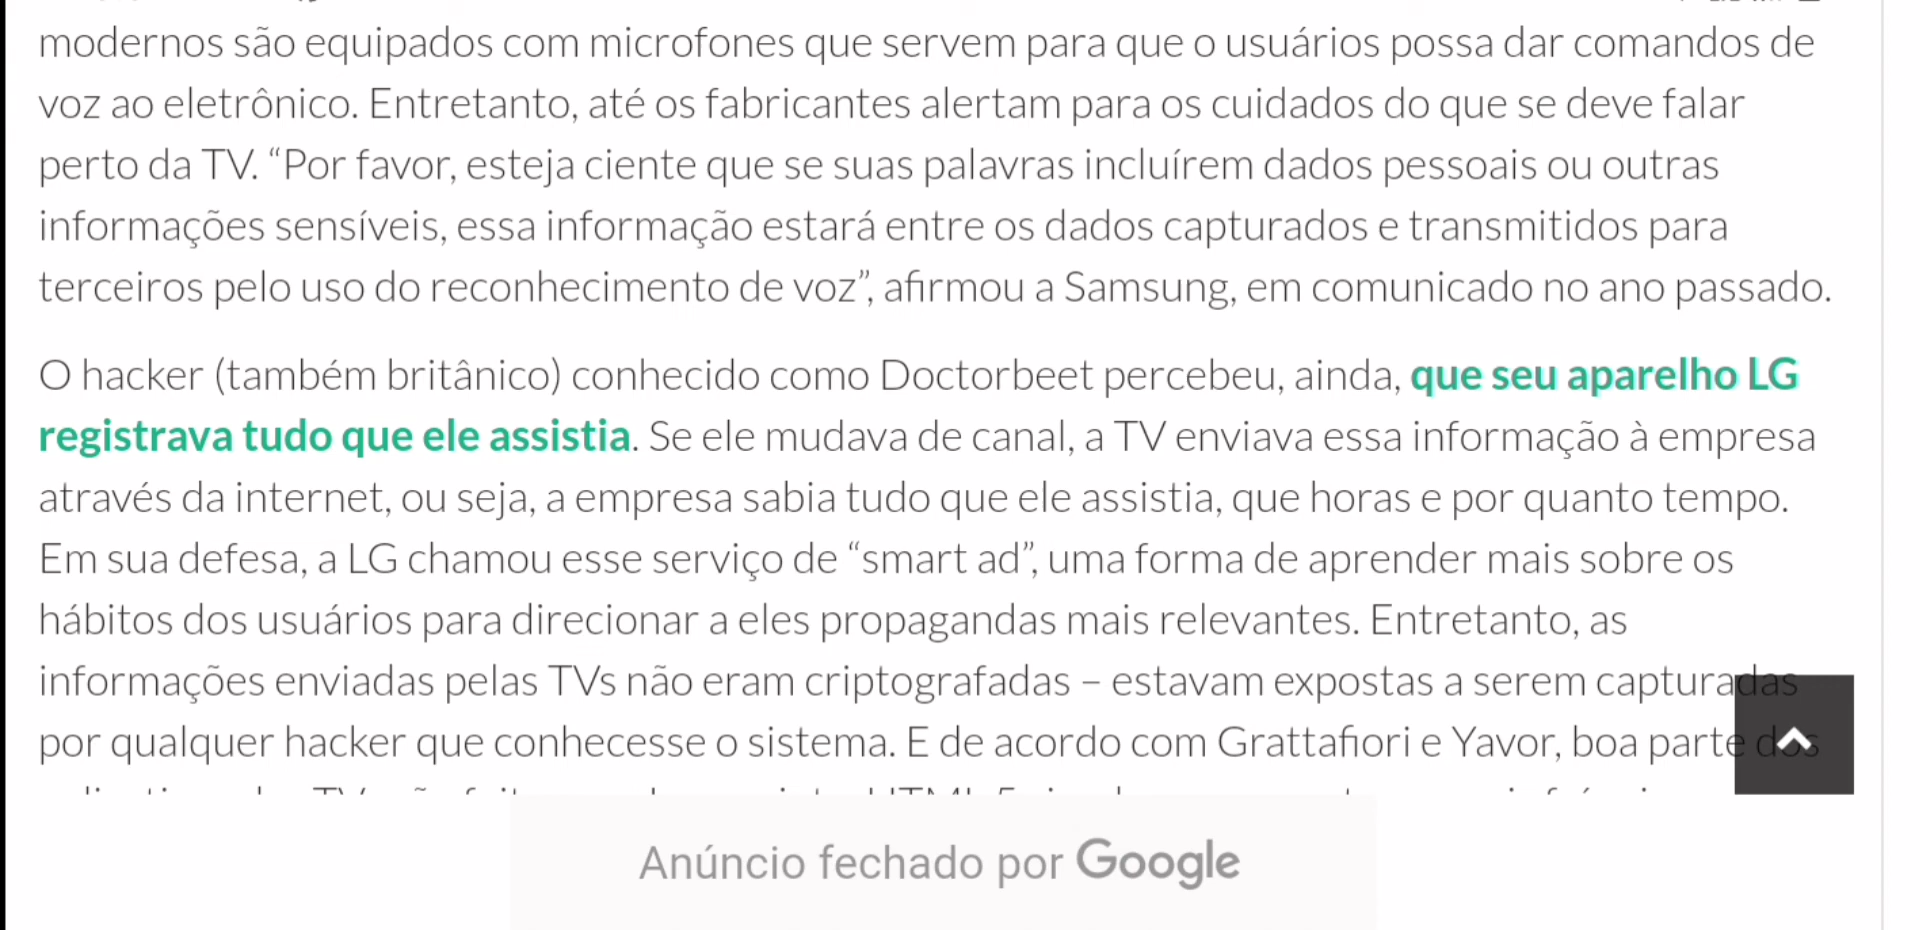 modernos são equipados com microfones que servem para que o usuários possa dar comandos de
voz ao eletrônico. Entretanto, até os fabricantes alertam para os cuidados do que se deve falar
perto da TV. “Por favor, esteja ciente que se suas palavras incluírem dados pessoais ou outras
informações sensíveis, essa informação estará entre os dados capturados e transmitidos para
terceiros pelo uso do reconhecimento de voz”, afirmou a Samsung, em comunicado no ano passado.
O hacker (também britânico) conhecido como Doctorbeet percebeu, ainda, que seu aparelho LG
registrava tudo que ele assistia. Se ele mudava de canal, a TV enviava essa informação à empresa
através da internet, ou seja, a empresa sabia tudo que ele assistia, que horas e por quanto tempo.
Em sua defesa, a LG chamou esse serviço de “smart ad”, uma forma de aprender mais sobre os
hábitos dos usuários para direcionar a eles propagandas mais relevantes. Entretanto, as
informações enviadas pelas TVs não eram criptografadas – estavam expostas a serem capturadas
por qualquer hacker que conhecesse o sistema. E de acordo com Grattafiori e Yavor, boa parte dos
Anúncio fechado por Google